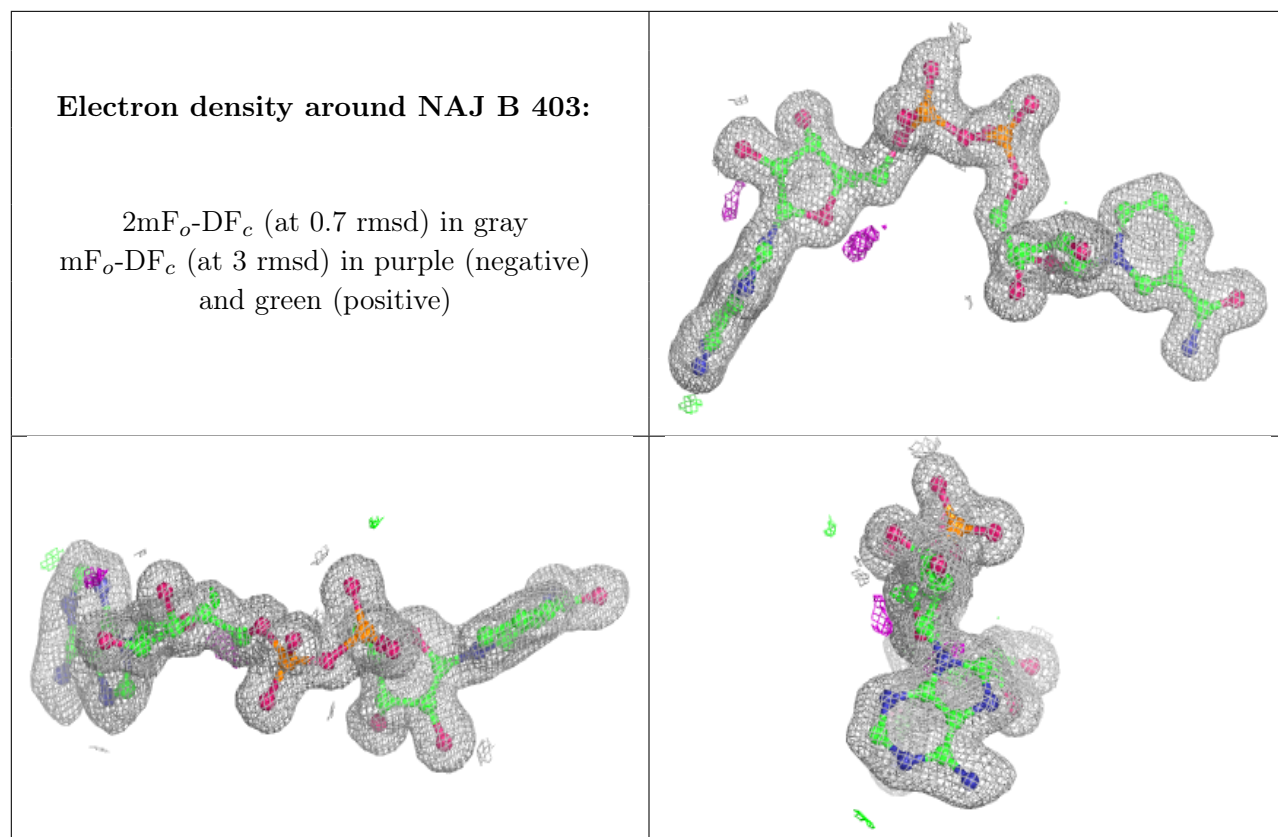 Electron density around NAJ B 403:
2mFo-DFc (at 0.7 rmsd) in gray
mFo-DFc (at 3 rmsd) in purple (negative)
and green (positive)